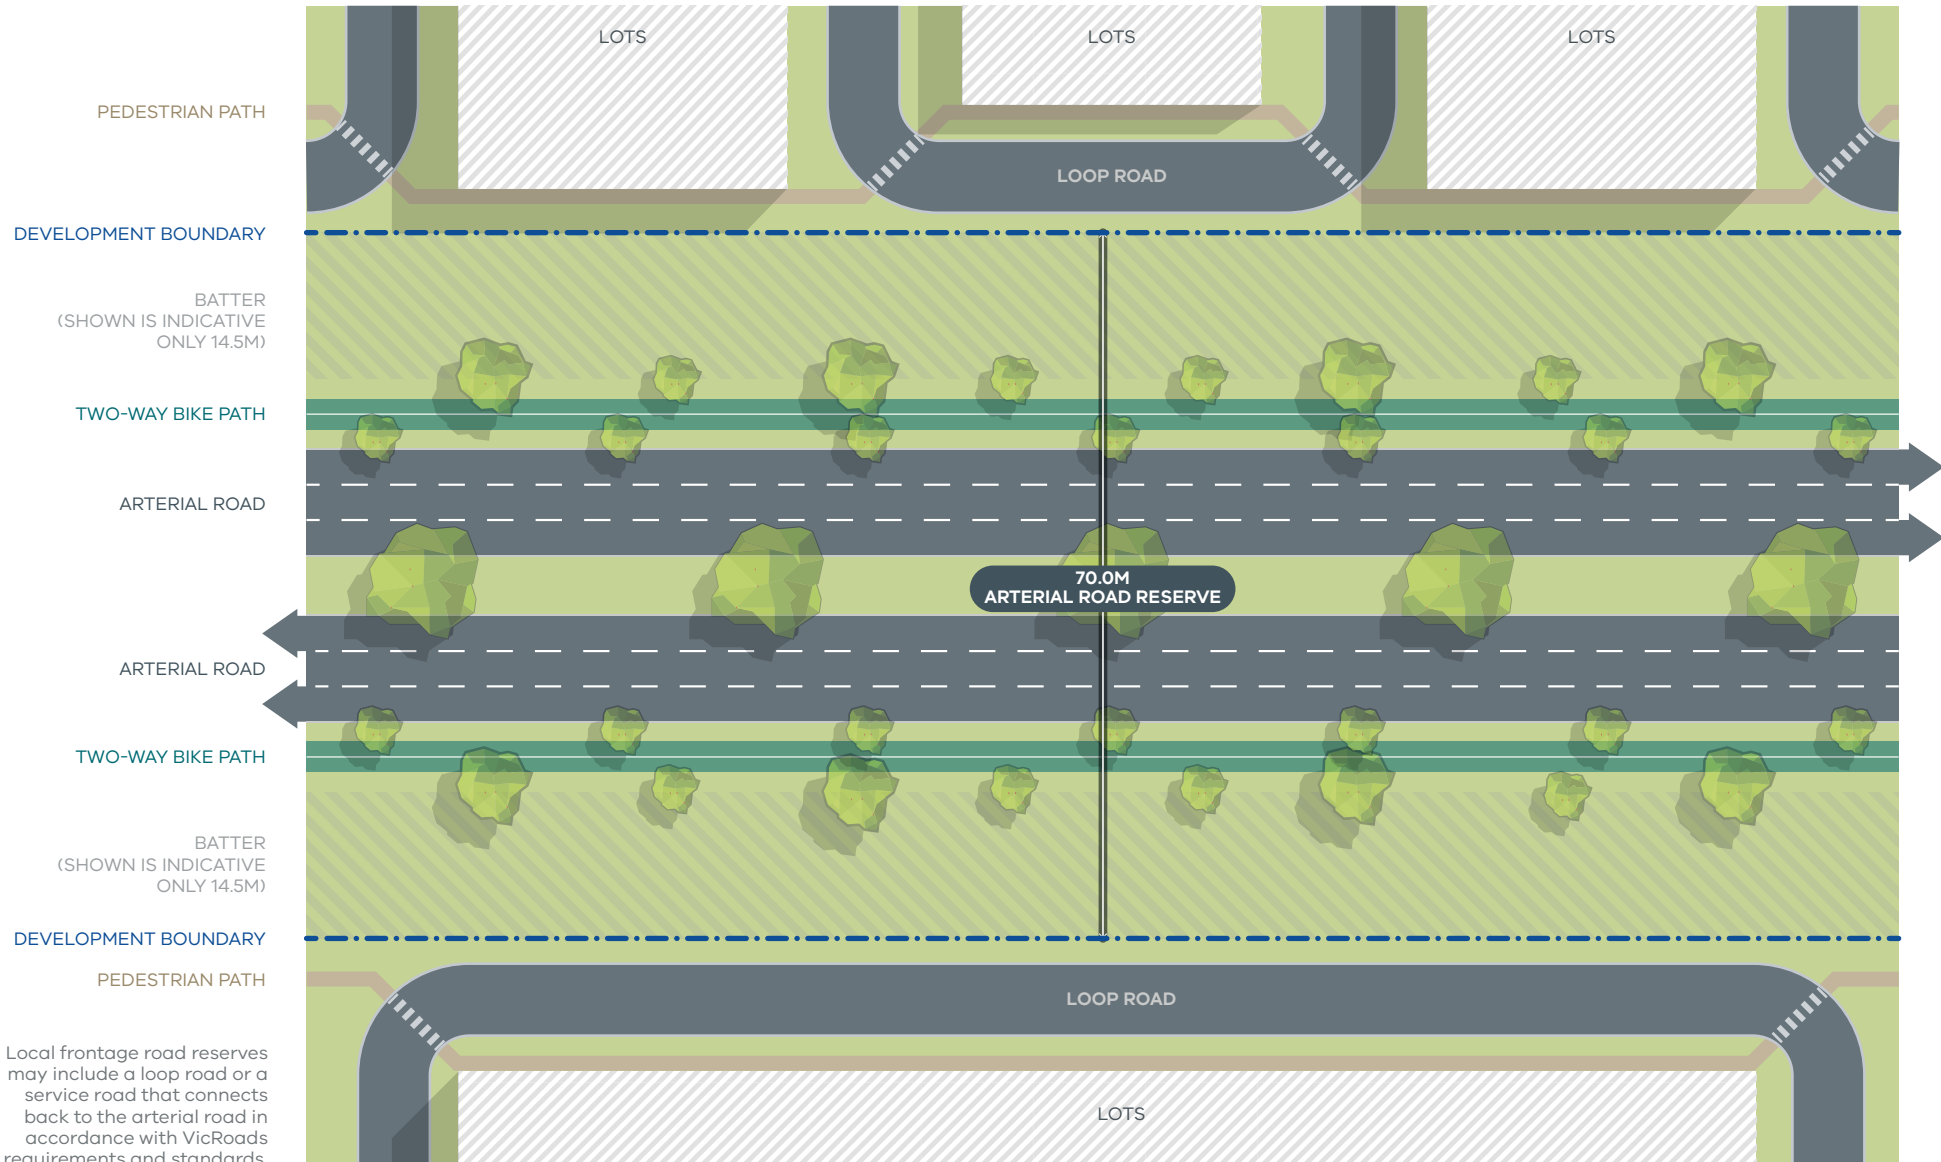 LOTS
LOTS
LOTS
PEDESTRIAN PATH
LOOP ROAD
DEVELOPMENT BOUNDARY
BATTER
(SHOWN IS INDICATIVE
ONLY 14.5M)
TWO-WAY BIKE PATH
ARTERIAL ROAD
70.0M
ARTERIAL ROAD RESERVE
ARTERIAL ROAD
TWO-WAY BIKE PATH
BATTER
(SHOWN IS INDICATIVE
ONLY 14.5M)
DEVELOPMENT BOUNDARY
PEDESTRIAN PATH
LOOP ROAD
Local frontage road reserves
may include a loop road or a
service road that connects
back to the arterial road in
accordance with VicRoads
requirements and standards.
LOTS